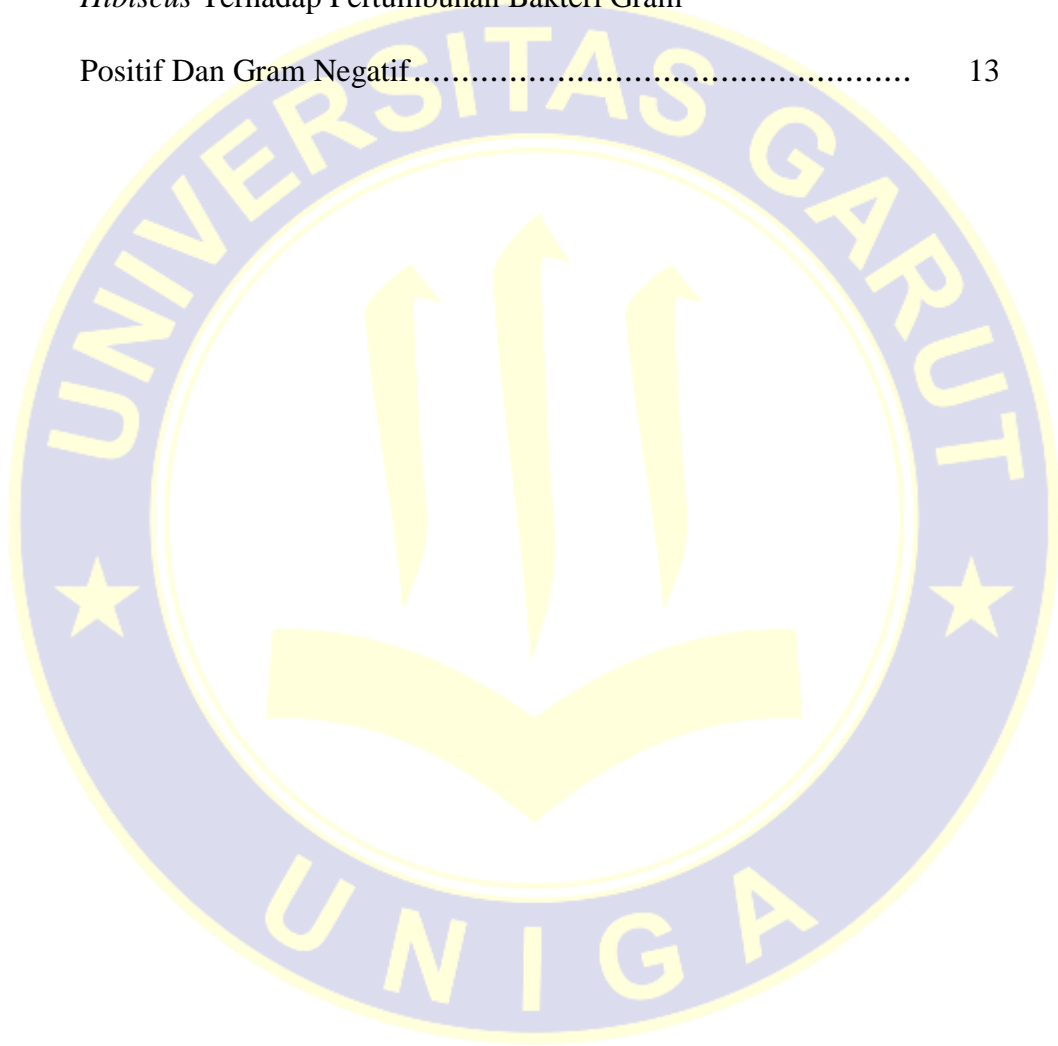 Hibiscus Terhadap Pertumbuhan Bakteri Gram
Positif Dan Gram Negatif.................................................. 13
UNIVERSITAS GARUT
UNIGA